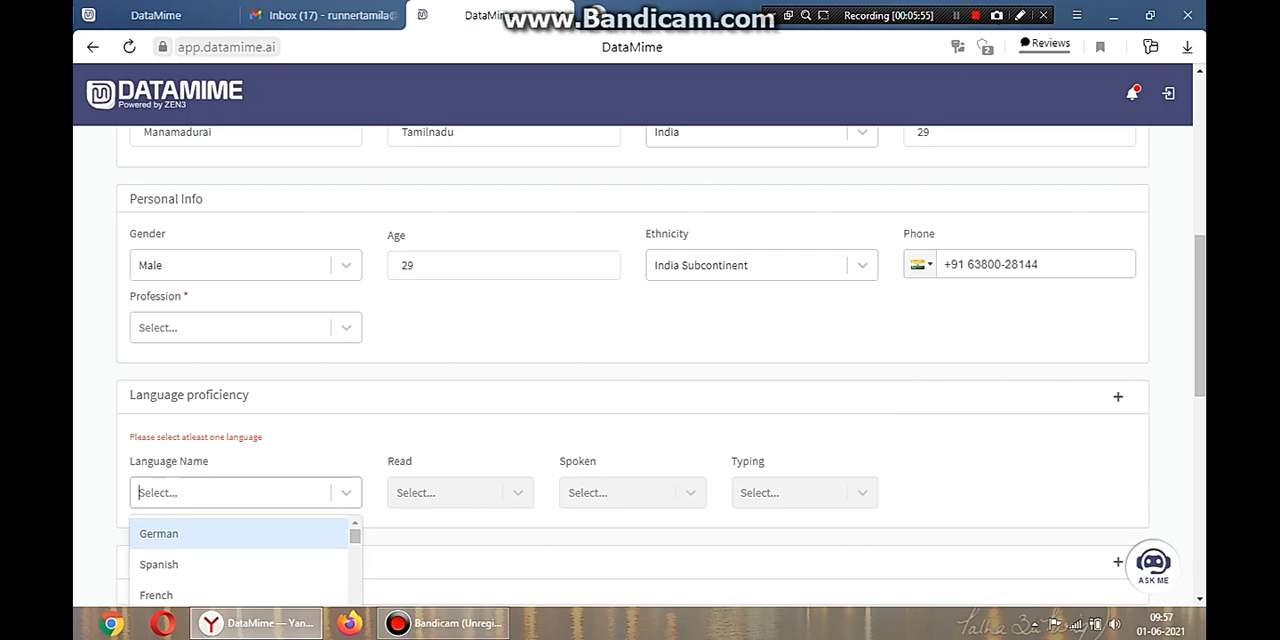 DataMime
Inbox (17) - runnertamila@
DataMim
www.Bandicam.com
Recording [00:05:55]
app.datamime.ai
DataMime
2
Reviews
DATAMIME
Powered by ZEN3
Manamadurai
Tamilnadu
India
29
Personal Info
Gender
Age
Ethnicity
Phone
Male
29
India Subcontinent
+91 63800-28144
Profession *
Select...
Language proficiency
+
Please select atleast one language
Language Name
Read
Spoken
Typing
Select...
Select...
Select...
Select...
German
Spanish
French
+
ASK ME
DataMime — Yan...
Bandicam (Unregi...
09:57
01-06-2021